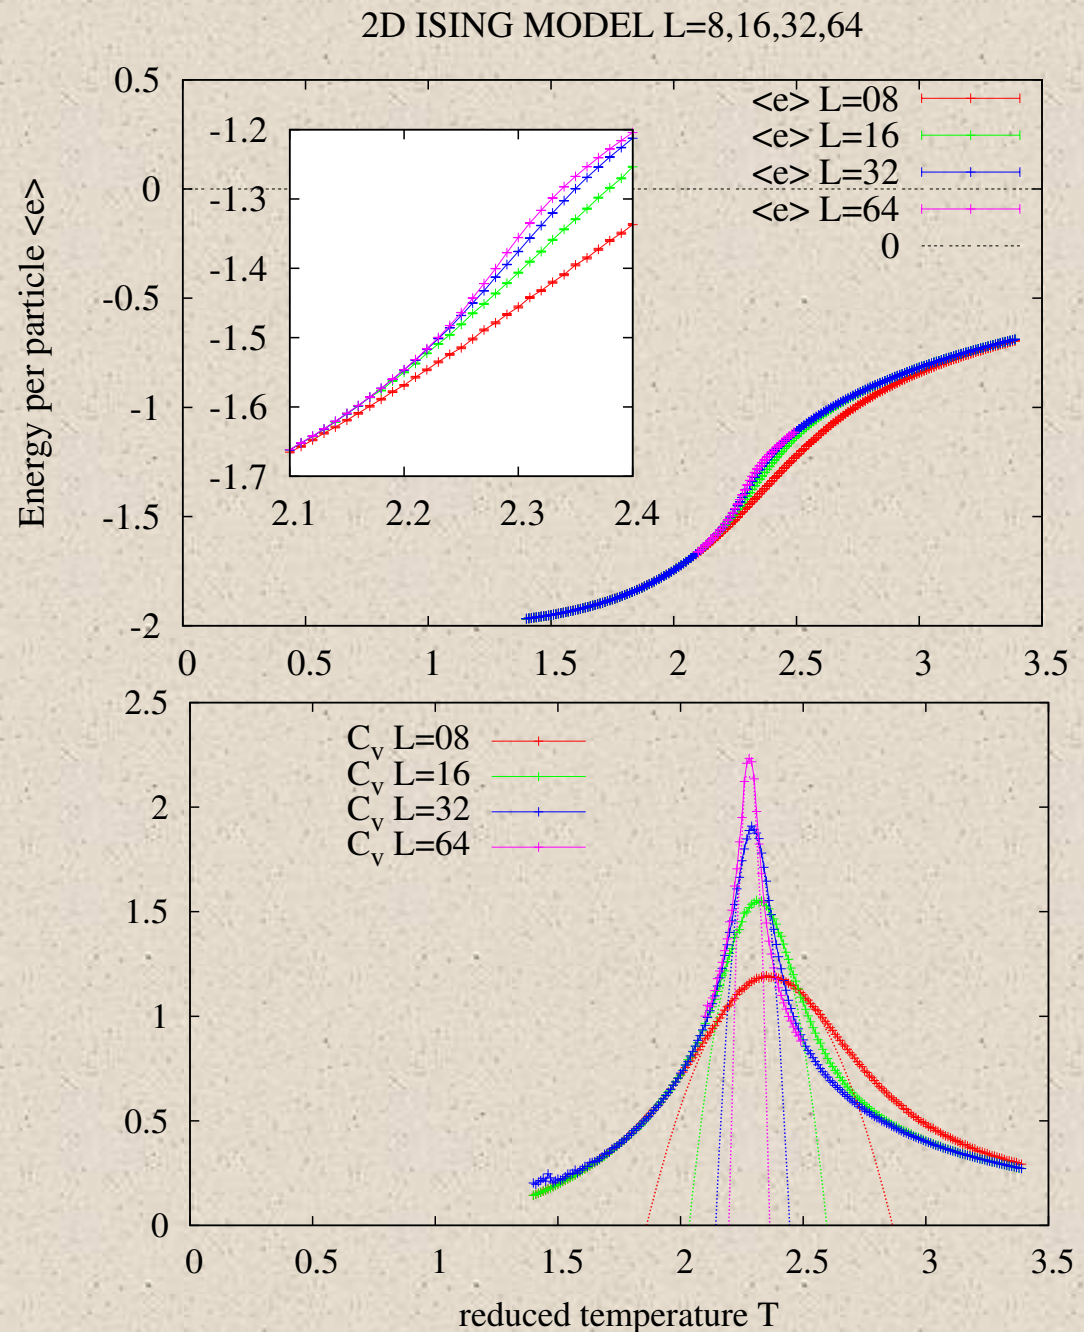 2D ISING MODEL L=8,16,32,64
Energy per particle <e>
0.5
0
-0.5
-1
-1.5
-2
0 0.5 1 1.5 2 2.5 3 3.5
<e> L=08
<e> L=16
<e> L=32
<e> L=64
0
-1.2
-1.3
-1.4
-1.5
-1.6
-1.7
2.1 2.2 2.3 2.4
2.5
2
1.5
1
0.5
0
0 0.5 1 1.5 2 2.5 3 3.5
Cv L=08
Cv L=16
Cv L=32
Cv L=64
reduced temperature T